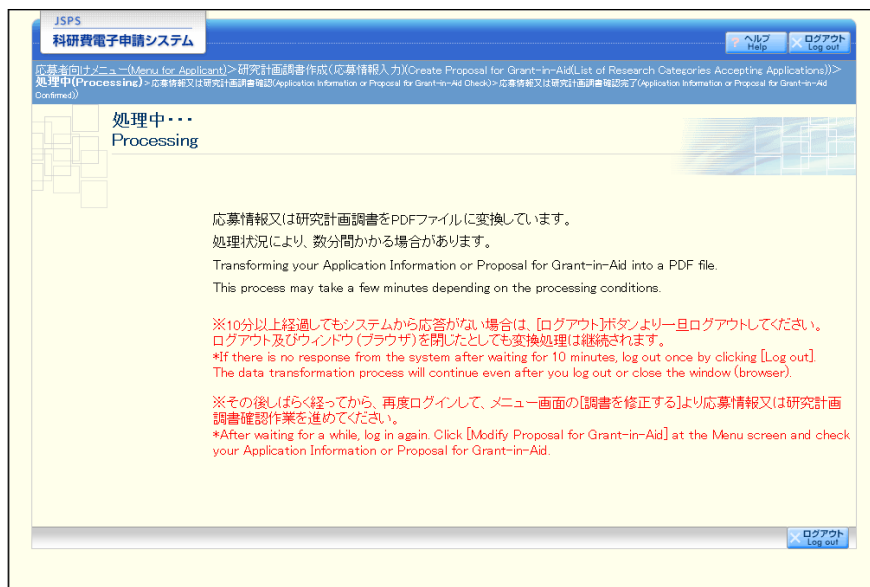 JSPS
科研費電子申請システム
ヘルプ
Help
ログアウト
Log out
応募者向けメニュー(Menu for Applicant)>研究計画調書作成(応募情報入力)(Create Proposal for Grant-in-Aid(List of Research Categories Accepting Applications))>
処理中(Processing)>応募情報又は研究計画調書確認(Application Information or Proposal for Grant-in-Aid Check)>応募情報又は研究計画調書確認完了(Application Information or Proposal for Grant-in-Aid
Confirmed))
処理中・・・
Processing
応募情報又は研究計画調書をPDFファイルに変換しています。
処理状況により、数分間かかる場合があります。
Transforming your Application Information or Proposal for Grant-in-Aid into a PDF file.
This process may take a few minutes depending on the processing conditions.
※10分以上経過してもシステムから応答がない場合は、[ログアウト]ボタンより一旦ログアウトしてください。
ログアウト及びウィンドウ(ブラウザ)を閉じたとしても変換処理は継続されます。
*If there is no response from the system after waiting for 10 minutes, log out once by clicking [Log out].
The data transformation process will continue even after you log out or close the window (browser).
※その後しばらく経ってから、再度ログインして、メニュー画面の[調書を修正する]より応募情報又は研究計画
調書確認作業を進めてください。
*After waiting for a while, log in again. Click [Modify Proposal for Grant-in-Aid] at the Menu screen and check
your Application Information or Proposal for Grant-in-Aid.
ログアウト
Log out